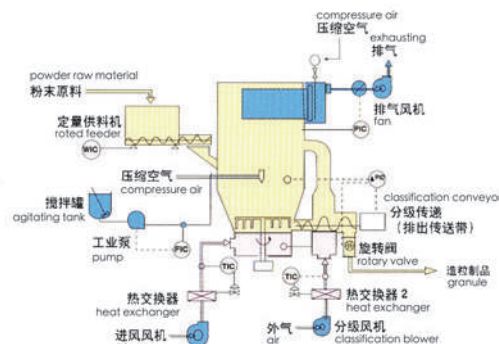 compressure air
压缩空气
exhausting
排气
powder raw material
粉末原料
排气风机
fan
定量供料机
roted feeder
PIC
WIC
压缩空气
compressure air
PIC
搅拌罐
agitating tank
classification conveyor
分级传递
(排出传送带)
工业泵
pump
FIC
旋转阀
rotary valve
造粒制品
granule
TIC
TIC
热交换器
heat exchanger
热交换器2
heat exchanger
进风风机
外气
air
分级风机
classification blower